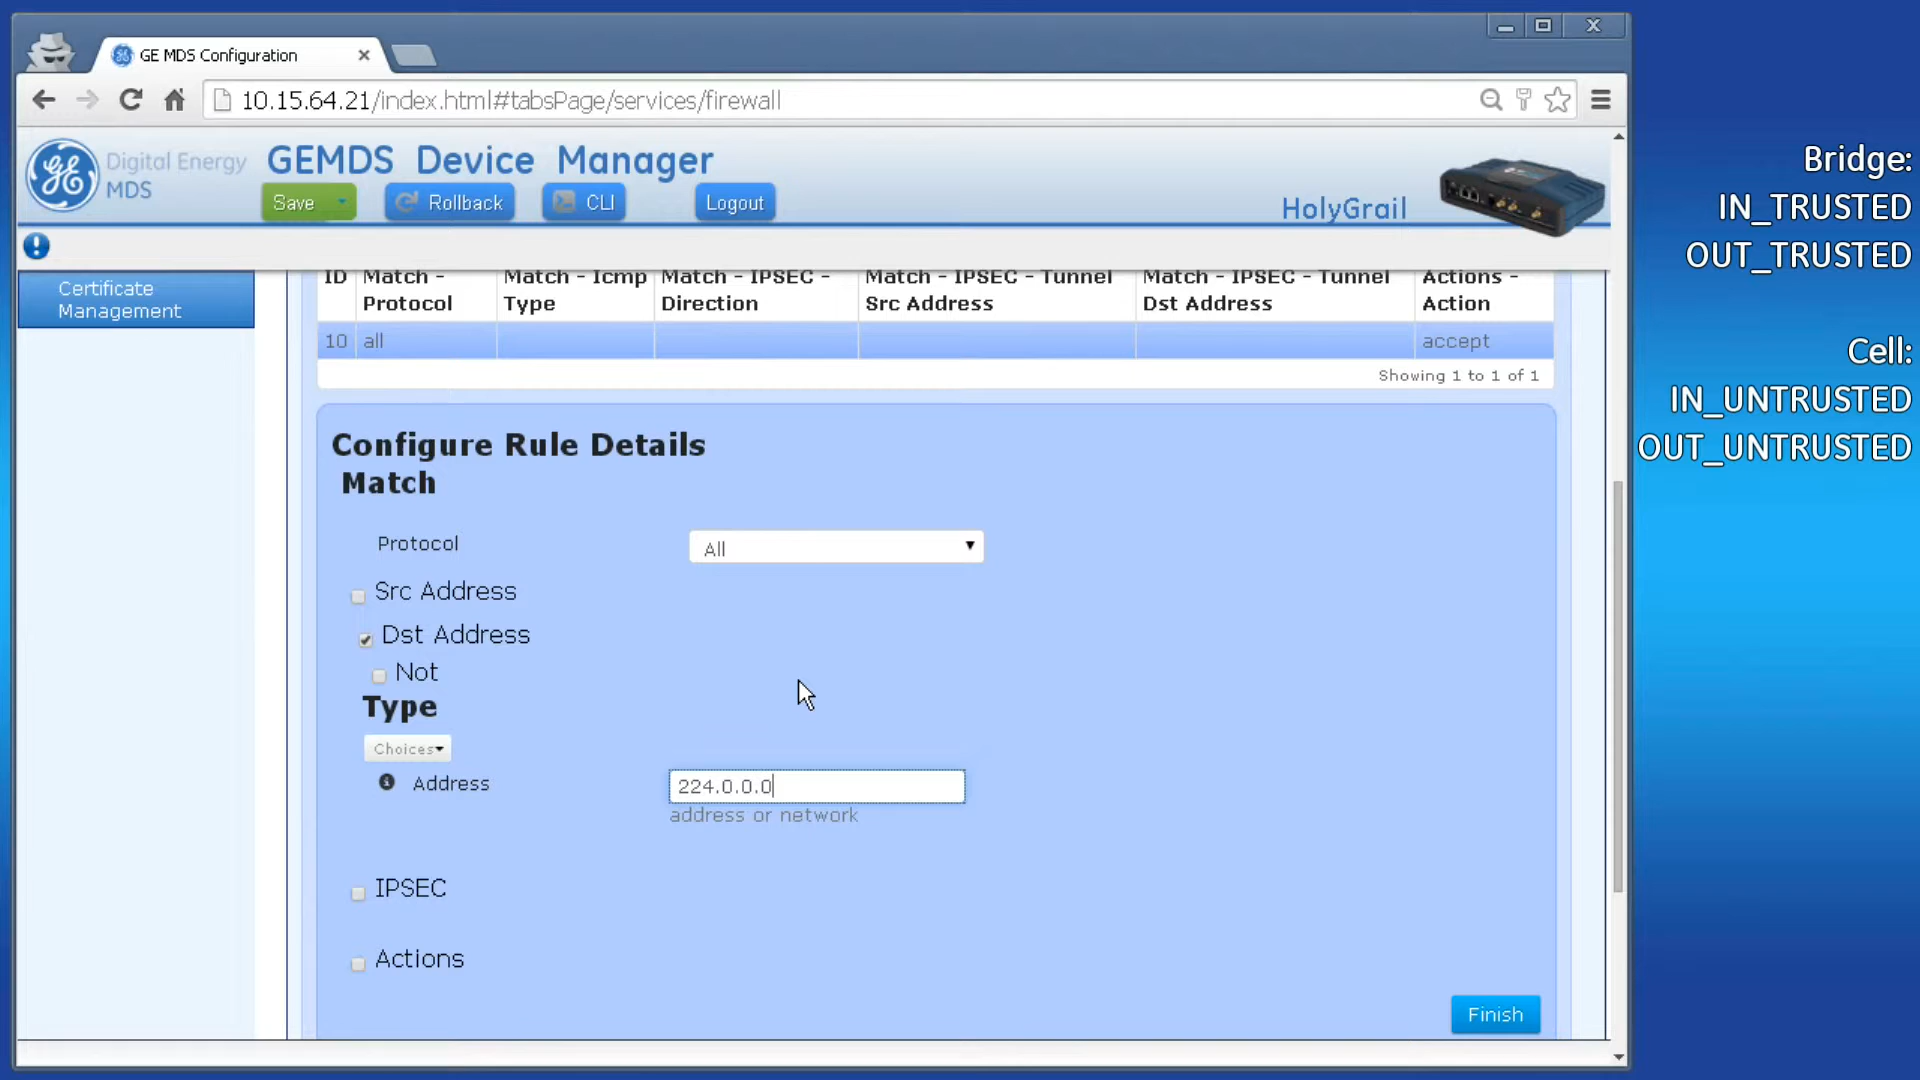 GE MDS Configuration
10.15.64.21/index.html#tabsPage/services/firewall
Digital Energy
MDS
GEMDS Device Manager
Save
Rollback
CLI
Logout
HolyGrail
Certificate
Management
ID
Match -
Protocol
Match - Icmp
Type
Match - IPSEC -
Direction
Match - IPSEC - Tunnel
Src Address
Match - IPSEC - Tunnel
Dst Address
Actions -
Action
10 all accept
Showing 1 to 1 of 1
Configure Rule Details
Match
Protocol All
Src Address
Dst Address
Not
Type
Choices
Address 224.0.0.0
address or network
IPSEC
Actions
Finish
Bridge:
IN_TRUSTED
OUT_TRUSTED
Cell:
IN_UNTRUSTED
OUT_UNTRUSTED